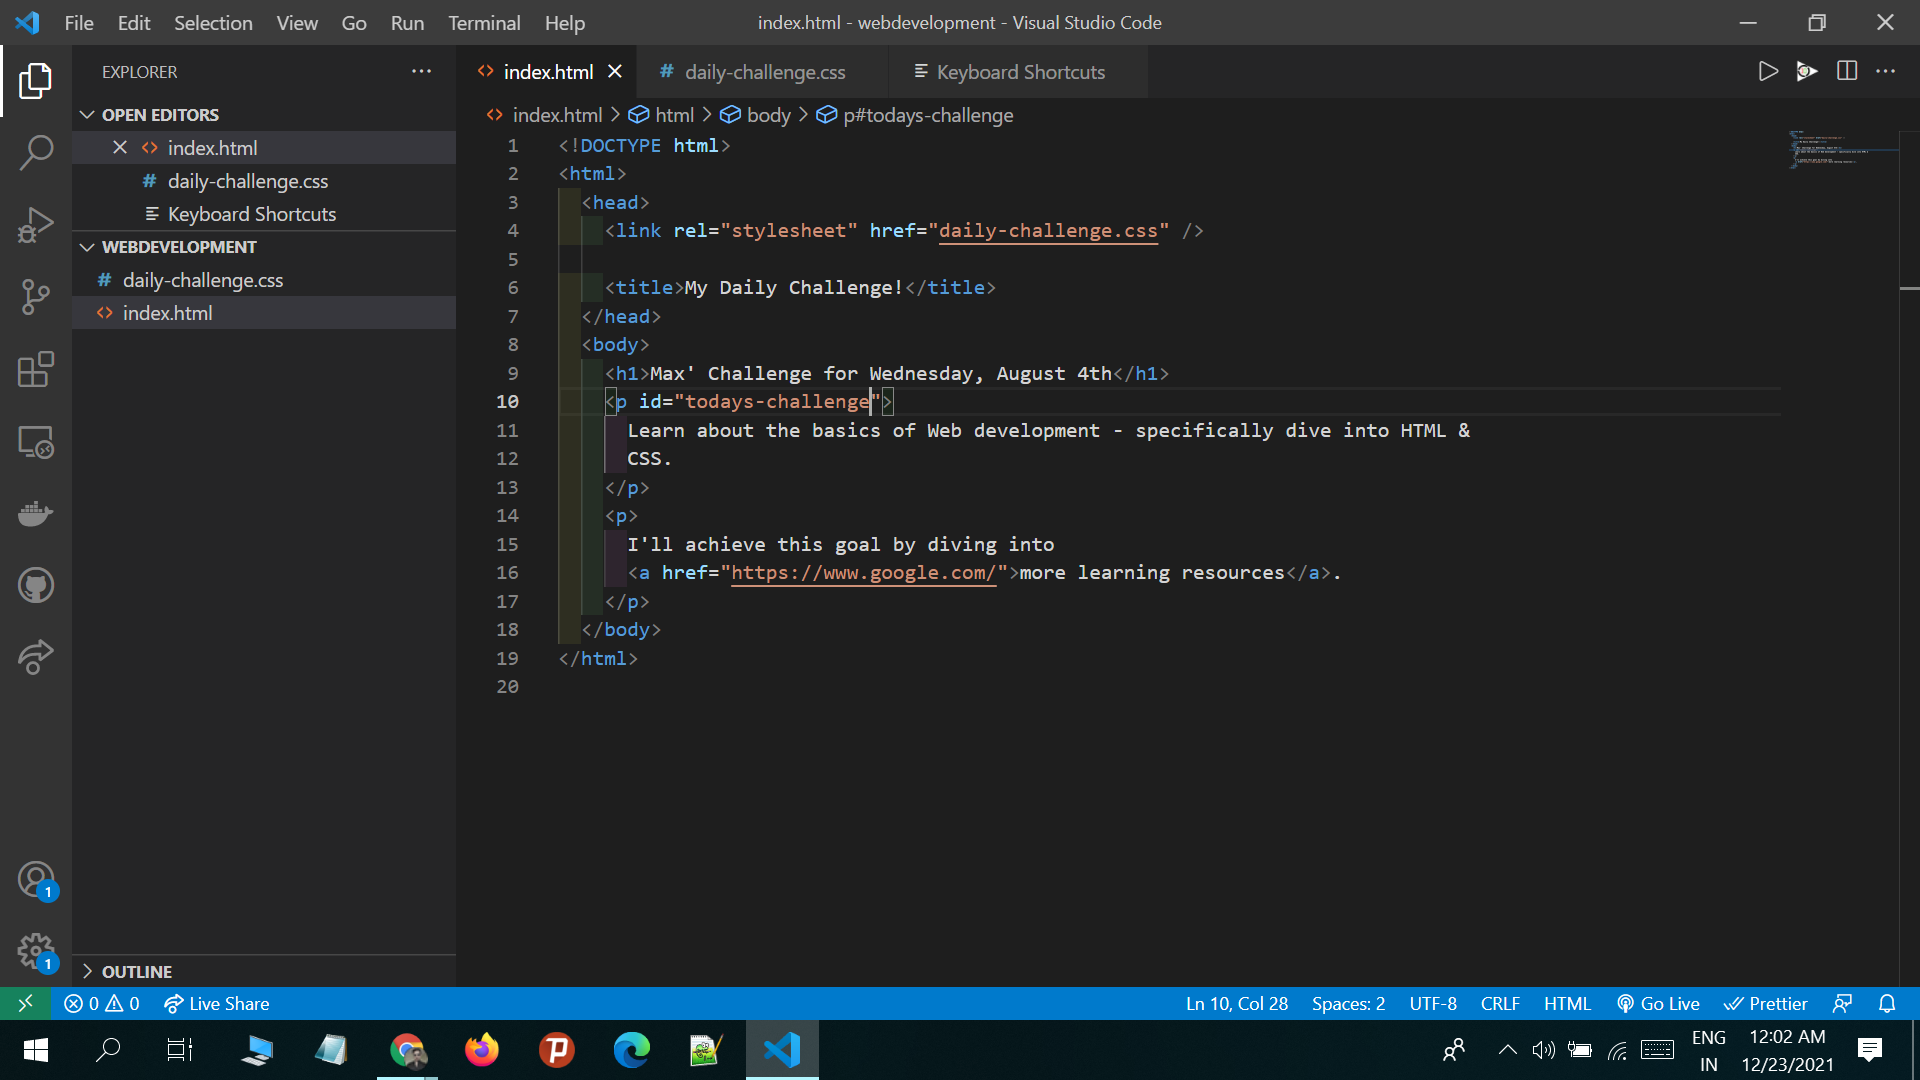 File Edit Selection View Go Run Terminal Help
index.html - webdevelopment - Visual Studio Code
EXPLORER
OPEN EDITORS
index.html
daily-challenge.css
Keyboard Shortcuts
WEBDEVELOPMENT
daily-challenge.css
index.html
OUTLINE
index.html daily-challenge.css Keyboard Shortcuts
index.html > html > body > p#todays-challenge
1 <!DOCTYPE html>
2 <html>
3 <head>
4 <link rel="stylesheet" href="daily-challenge.css" />
5
6 <title>My Daily Challenge!</title>
7 </head>
8 <body>
9 <h1>Max' Challenge for Wednesday, August 4th</h1>
10 <p id="todays-challenge">
11 Learn about the basics of Web development - specifically dive into HTML &
12 CSS.
13 </p>
14 <p>
15 I'll achieve this goal by diving into
16 <a href="https://www.google.com/">more learning resources</a>.
17 </p>
18 </body>
19 </html>
20
1
1
0 0 Live Share
Ln 10, Col 28 Spaces: 2 UTF-8 CRLF HTML Go Live Prettier
ENG
IN
12:02 AM
12/23/2021